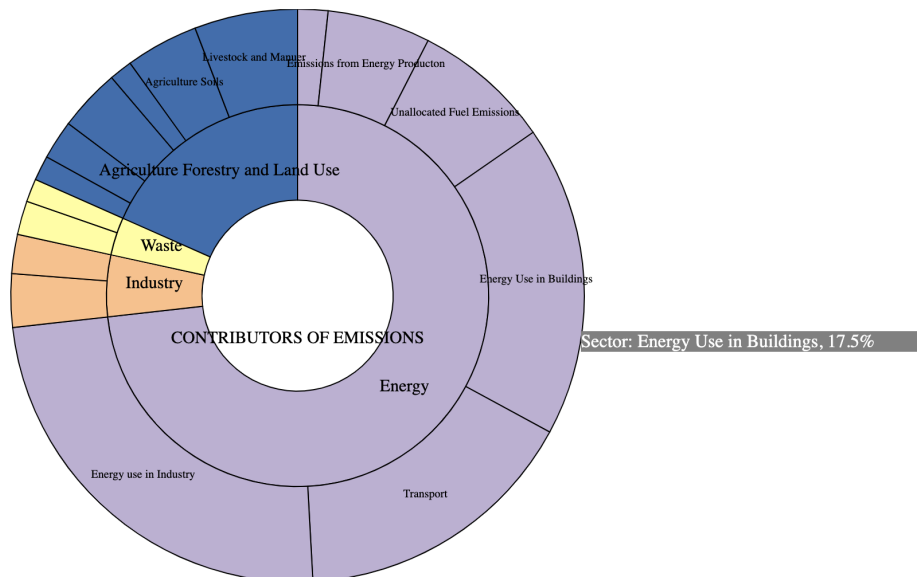 Livestock and Manuer
Emissions from Energy Producton
Agriculture Soils
Unallocated Fuel Emissions
Agriculture Forestry and Land Use
Waste
Energy Use in Buildings
Industry
CONTRIBUTORS OF EMISSIONS
Sector: Energy Use in Buildings, 17.5%
Energy
Energy use in Industry
Transport